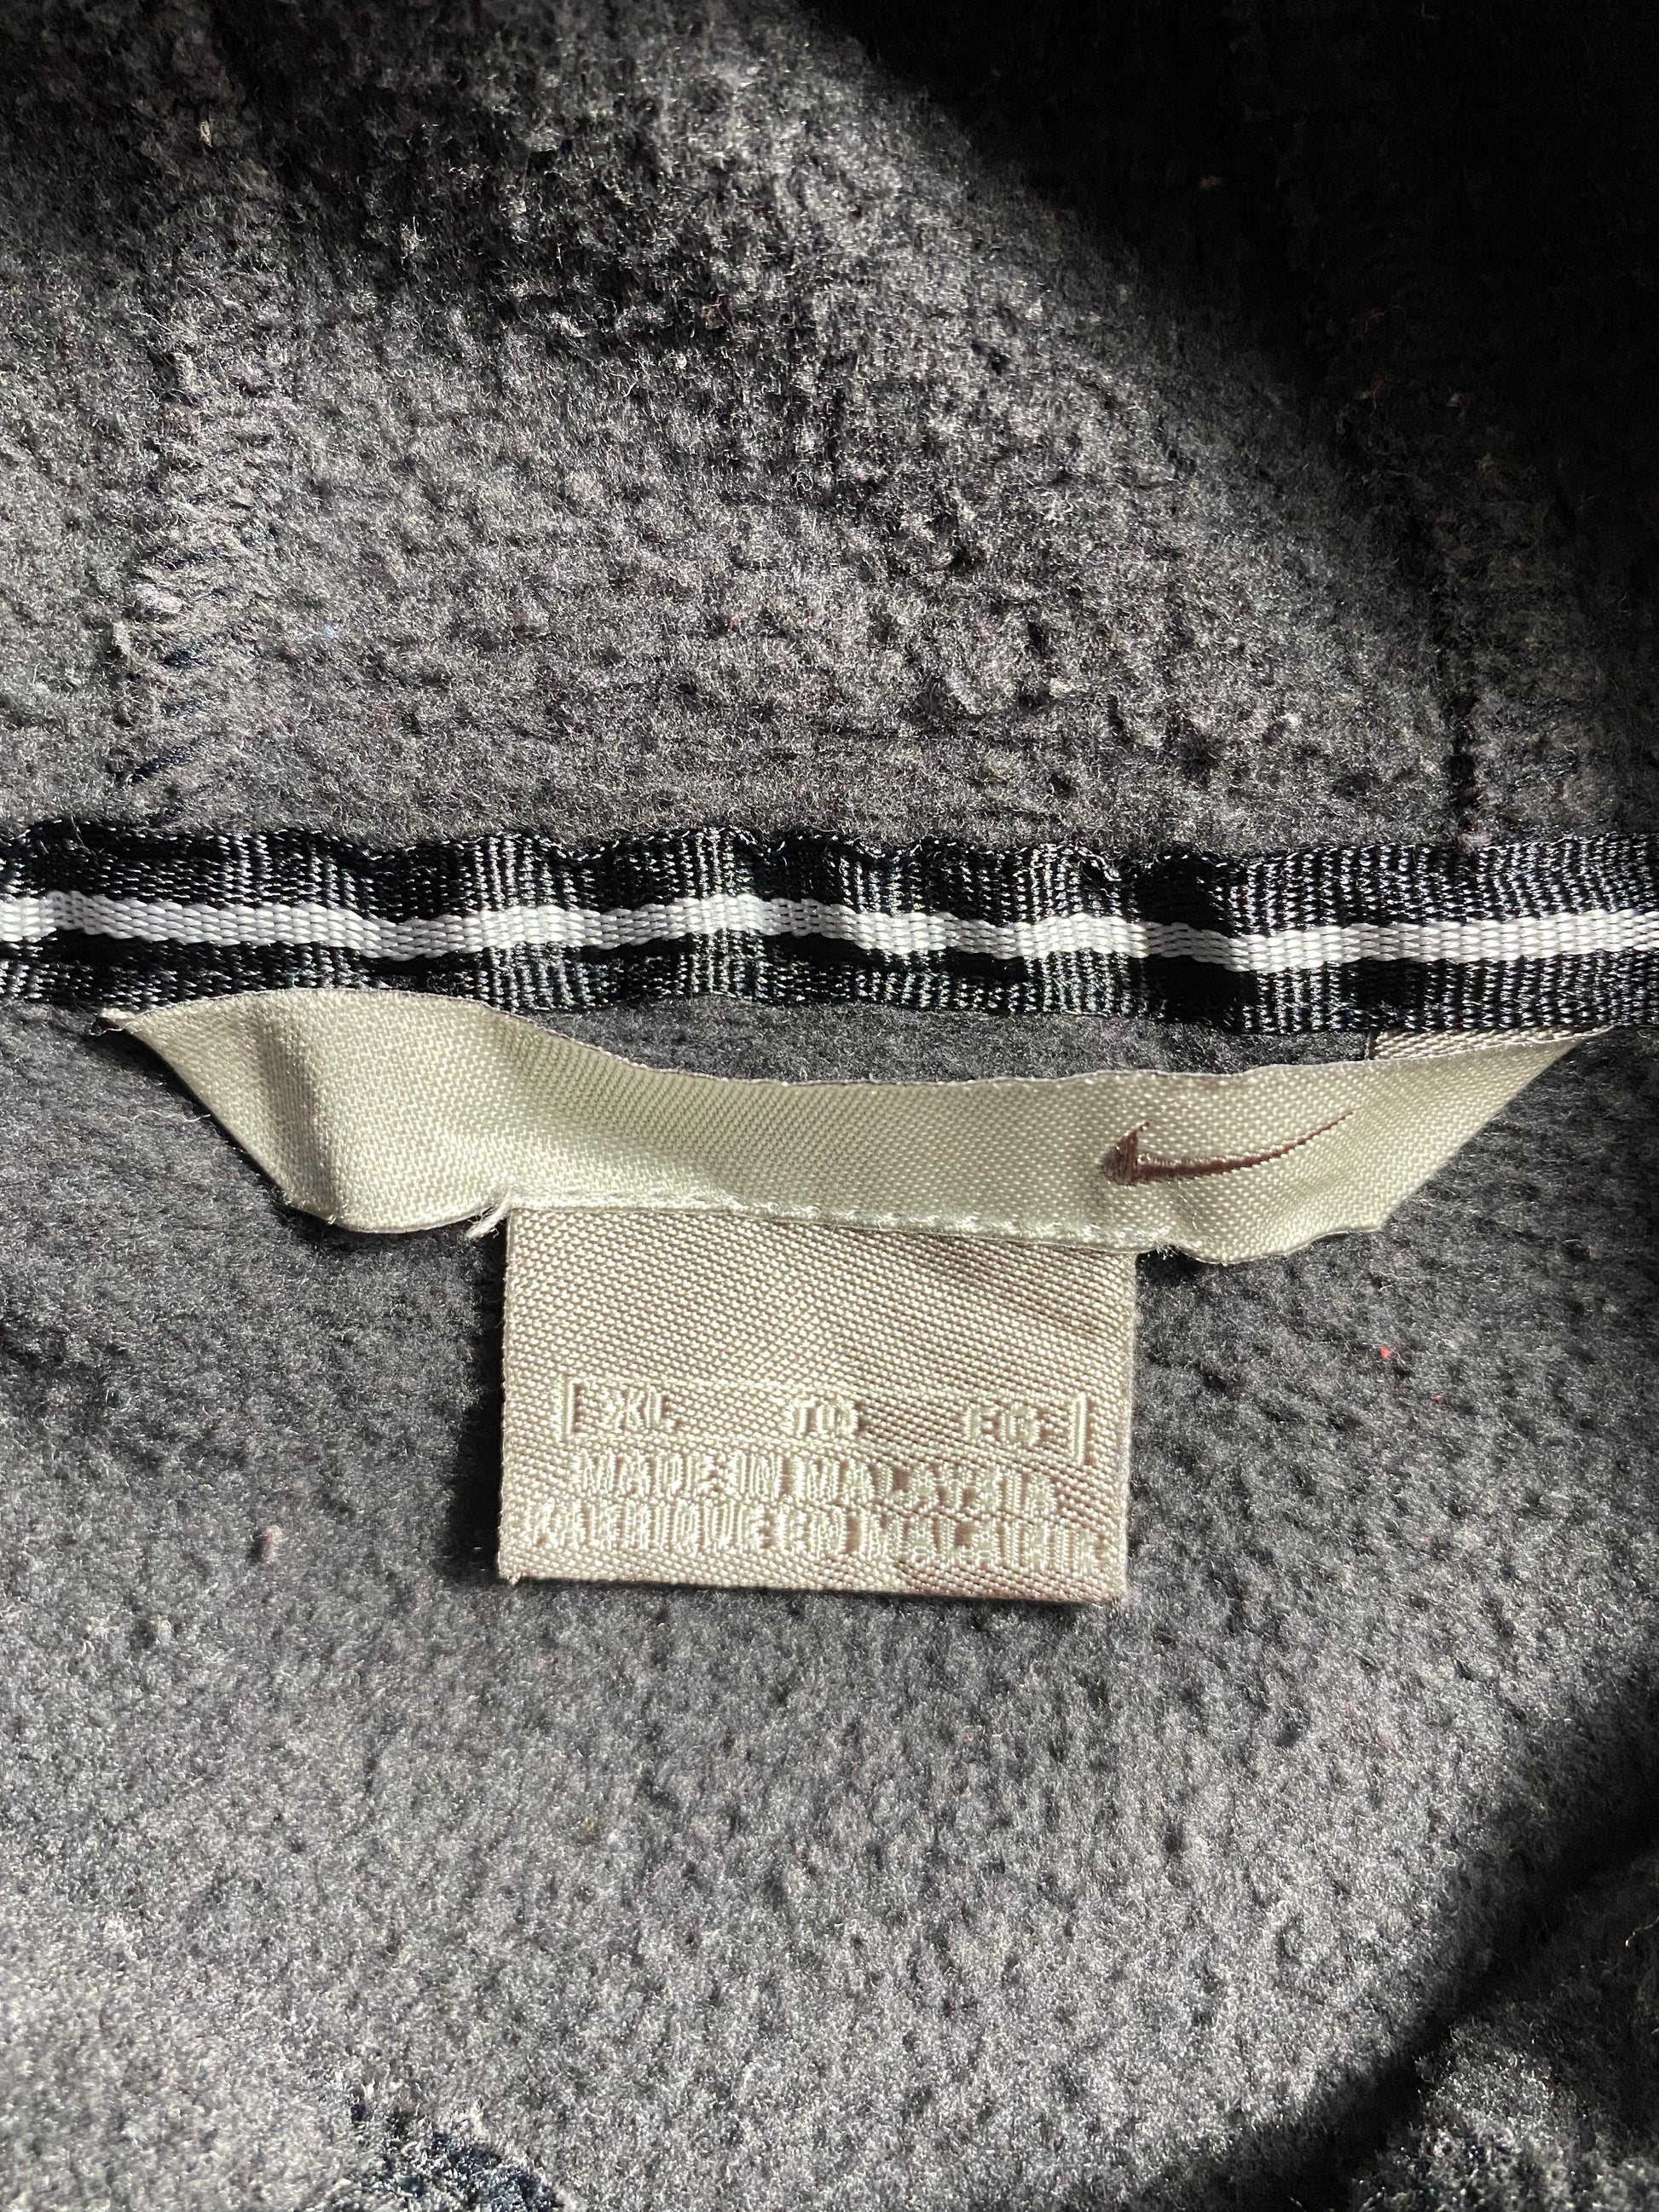 [ XL TG EG ]
MADE IN MALAYSIA
FABRIQUE EN MALAISIE